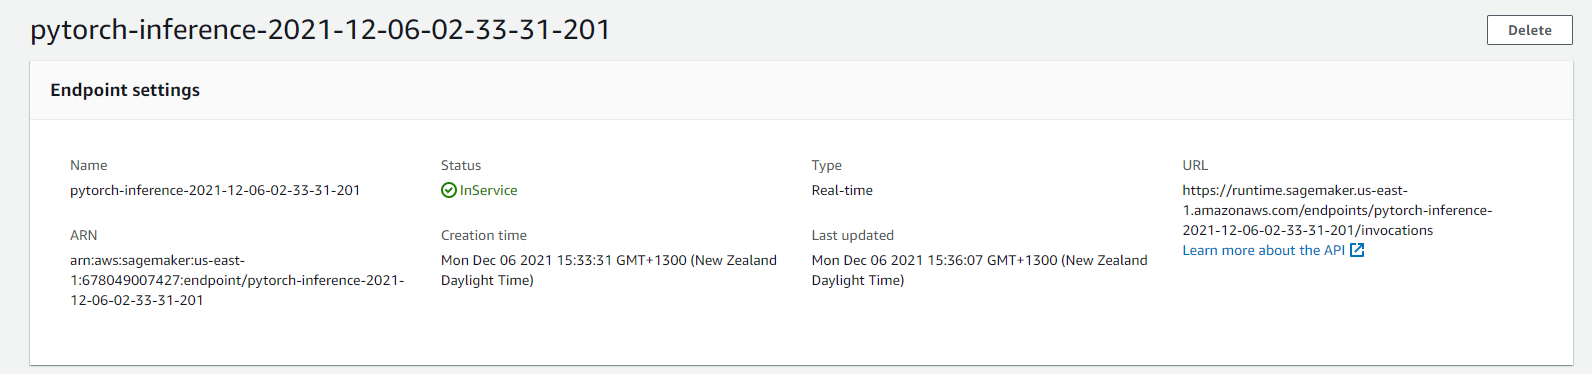 pytorch-inference-2021-12-06-02-33-31-201
Delete
Endpoint settings
Name
pytorch-inference-2021-12-06-02-33-31-201
Status
InService
Type
Real-time
URL
https://runtime.sagemaker.us-east-
1.amazonaws.com/endpoints/pytorch-inference-
2021-12-06-02-33-31-201/invocations
Learn more about the API
ARN
arn:aws:sagemaker:us-east-
1:678049007427:endpoint/pytorch-inference-2021-
12-06-02-33-31-201
Creation time
Mon Dec 06 2021 15:33:31 GMT+1300 (New Zealand
Daylight Time)
Last updated
Mon Dec 06 2021 15:36:07 GMT+1300 (New Zealand
Daylight Time)